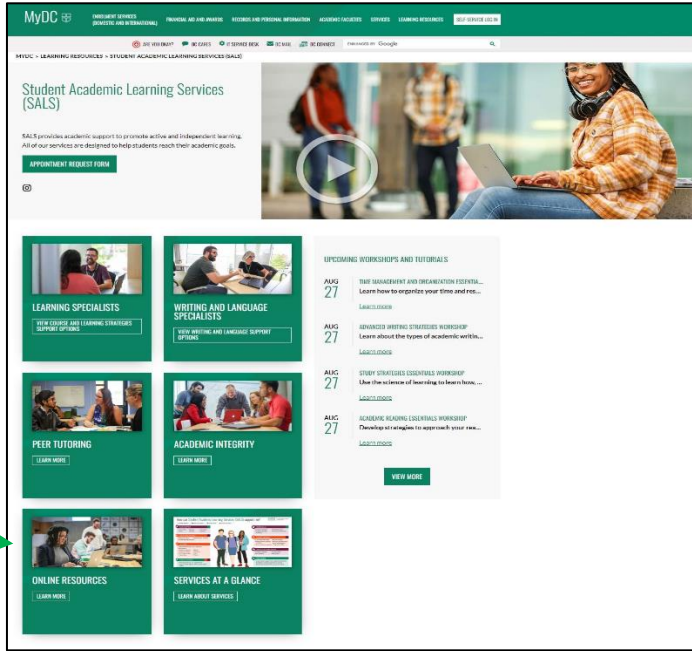 MyDC
ENROLMENT SERVICES
(DOMESTIC AND INTERNATIONAL)
FINANCIAL AID AND AWARDS
RECORDS AND PERSONAL INFORMATION
ACADEMIC FACULTIES
SERVICES
LEARNING RESOURCES
SELF-SERVICE LOG IN
ARE YOU OKAY?
DC CARES
IT SERVICE DESK
DC MAIL
DC CONNECT
ENHANCED BY Google
MYDC > LEARNING RESOURCES > STUDENT ACADEMIC LEARNING SERVICES (SALS)
Student Academic Learning Services
(SALS)
SALS provides academic support to promote active and independent learning.
All of our services are designed to help students reach their academic goals.
APPOINTMENT REQUEST FORM
LEARNING SPECIALISTS
VIEW COURSE AND LEARNING STRATEGIES
SUPPORT OPTIONS
WRITING AND LANGUAGE
SPECIALISTS
VIEW WRITING AND LANGUAGE SUPPORT
OPTIONS
PEER TUTORING
LEARN MORE
ACADEMIC INTEGRITY
LEARN MORE
ONLINE RESOURCES
LEARN MORE
SERVICES AT A GLANCE
LEARN ABOUT SERVICES
UPCOMING WORKSHOPS AND TUTORIALS
AUG
27
TIME MANAGEMENT AND ORGANIZATION ESSENTIA...
Learn how to organize your time and res...
Learn more
AUG
27
ADVANCED WRITING STRATEGIES WORKSHOP
Learn about the types of academic writin...
Learn more
AUG
27
STUDY STRATEGIES ESSENTIALS WORKSHOP
Use the science of learning to learn how, ...
Learn more
AUG
27
ACADEMIC READING ESSENTIALS WORKSHOP
Develop strategies to approach your rea...
Learn more
VIEW MORE